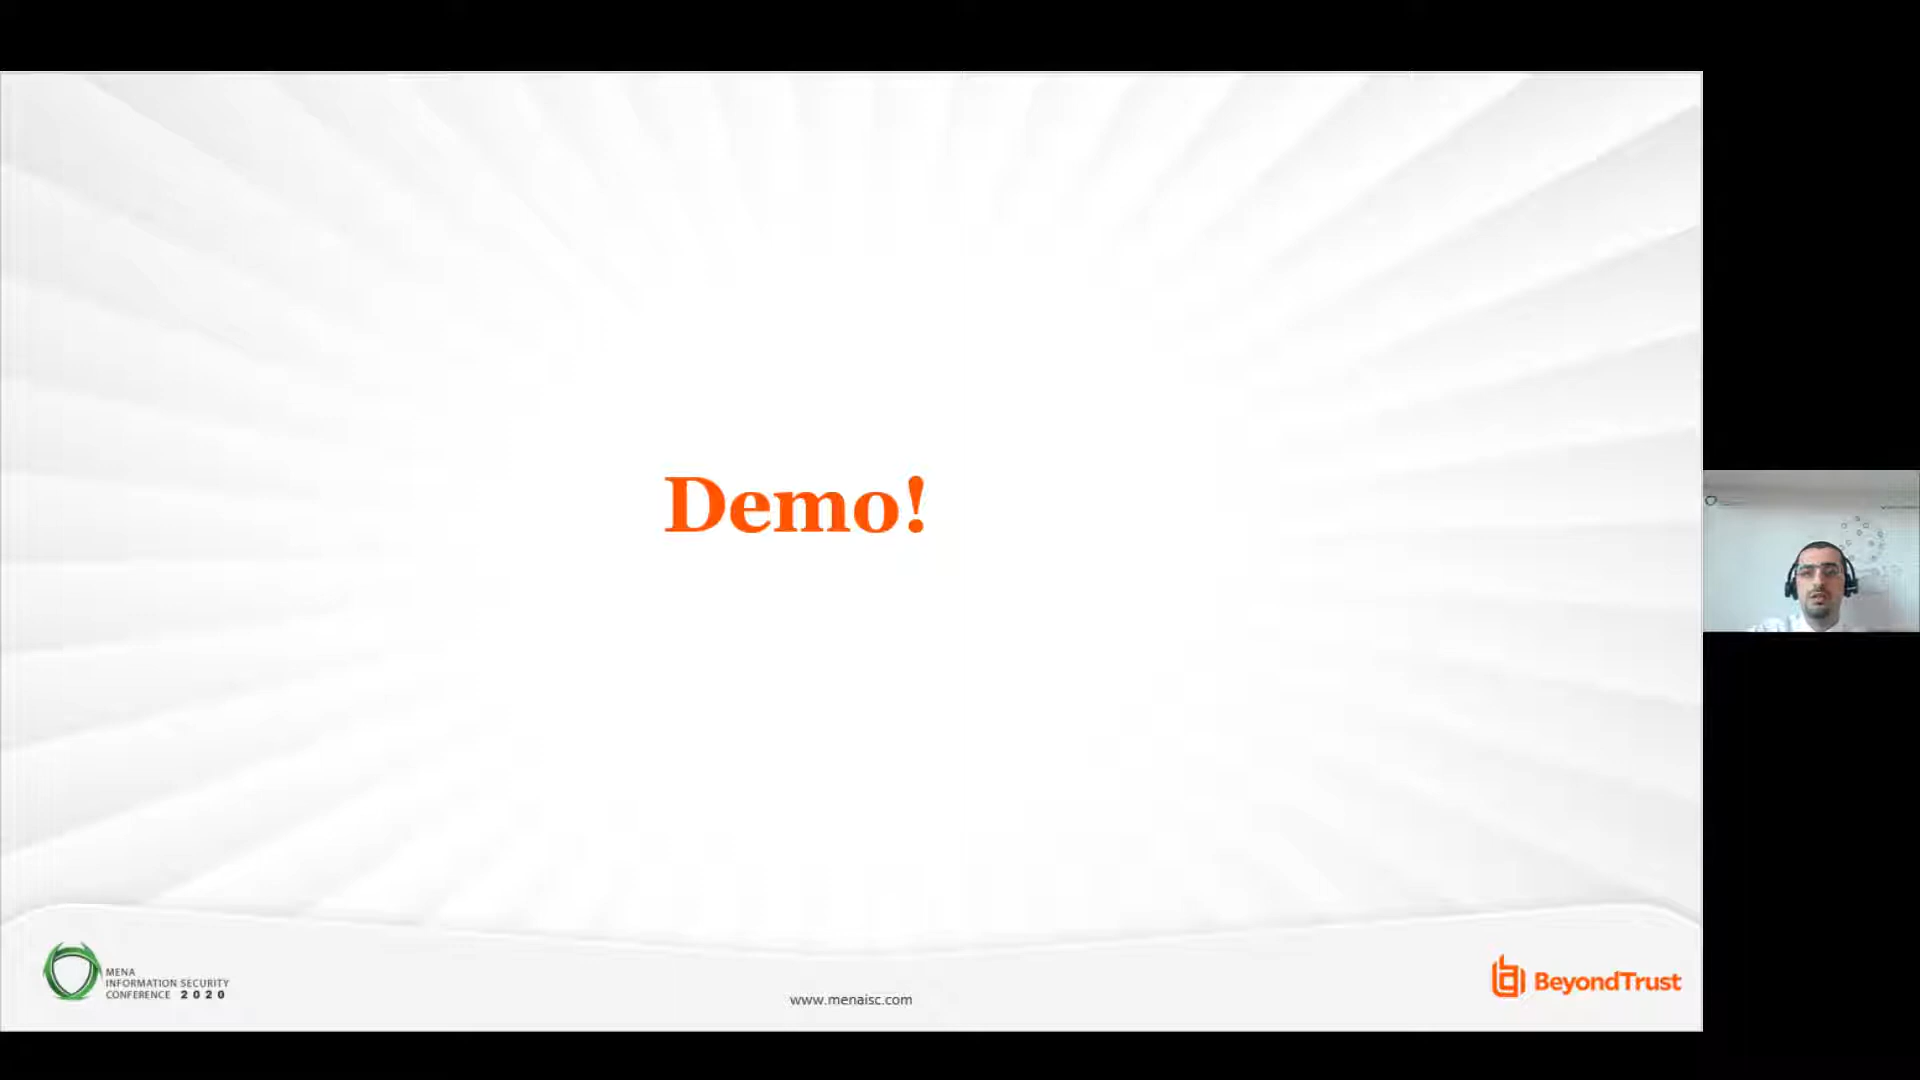 Demo!
MENA
INFORMATION SECURITY
CONFERENCE 2020
www.menaisc.com
BeyondTrust